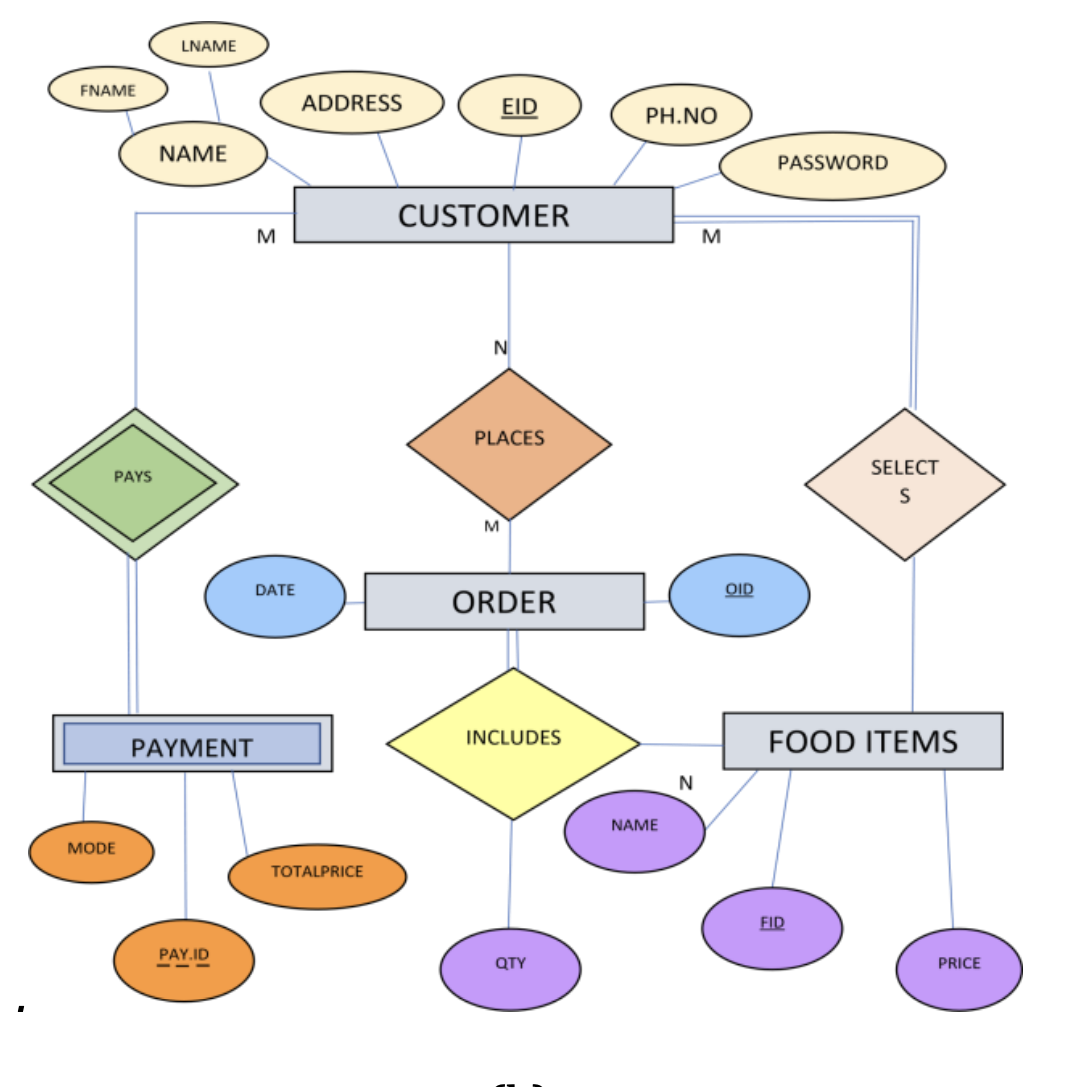 LNAME
FNAME
ADDRESS
EID
PH.NO
NAME
PASSWORD
CUSTOMER
M
M
N
PLACES
PAYS
SELECT
S
M
DATE
OID
ORDER
INCLUDES
FOOD ITEMS
PAYMENT
N
NAME
MODE
TOTALPRICE
FID
PAY.ID
QTY
PRICE